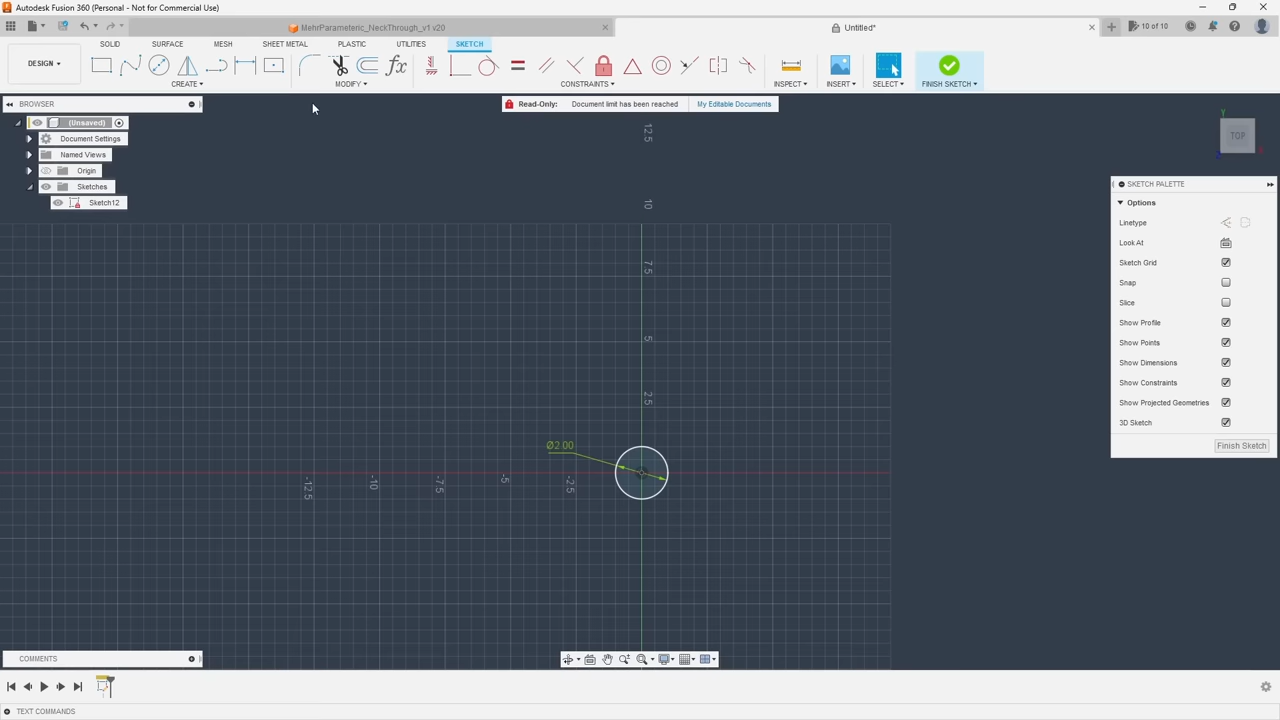 Autodesk Fusion 360 (Personal - Not for Commercial Use)
MehrParameteric_NeckThrough_v1 v20
Untitled*
10 of 10
DESIGN
SOLID
SURFACE
MESH
SHEET METAL
PLASTIC
UTILITIES
SKETCH
CREATE
MODIFY
CONSTRAINTS
INSPECT
INSERT
SELECT
FINISH SKETCH
BROWSER
Read-Only:
Document limit has been reached
My Editable Documents
(Unsaved)
Document Settings
Named Views
Origin
Sketches
Sketch12
12.5
10
7.5
5
2.5
-12.5
-10
-7.5
-5
-2.5
Ø2.00
Y
TOP
SKETCH PALETTE
Options
Linetype
Look At
Sketch Grid
Snap
Slice
Show Profile
Show Points
Show Dimensions
Show Constraints
Show Projected Geometries
3D Sketch
Finish Sketch
COMMENTS
TEXT COMMANDS